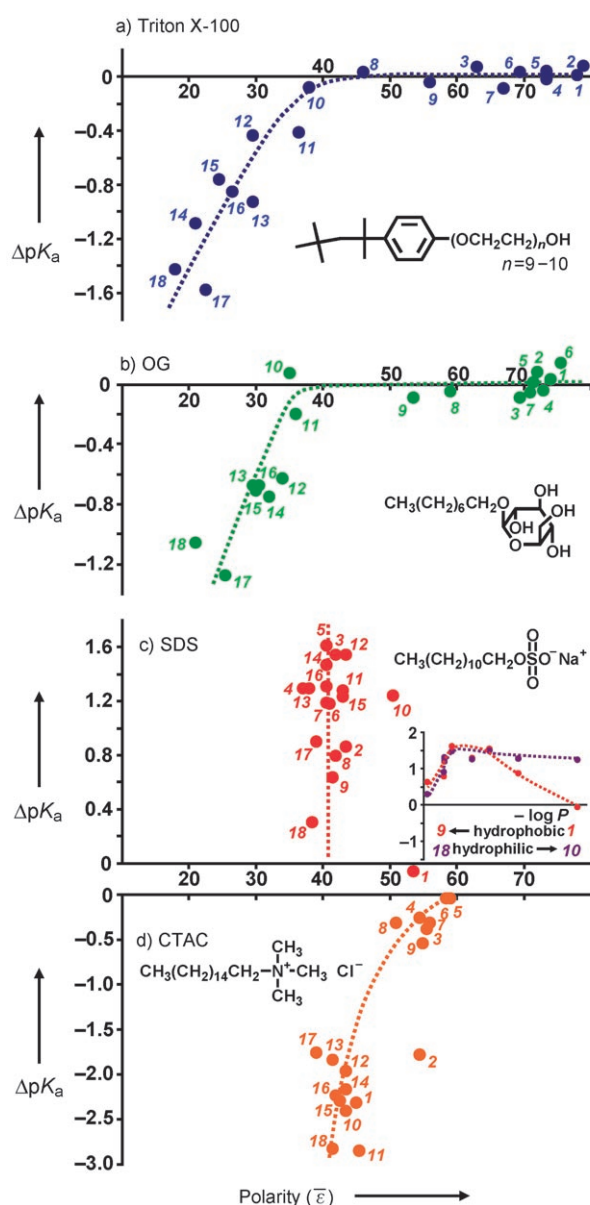 a) Triton X-100
40
8 3 6 5 2
0
20 30 10 50 60 70
9 7 4 1
12
11
−0.4
15
16 13
−0.8
14
−1.2
18
17
−1.6
ΔpKa
(OCH2CH2)nOH
n=9–10
b) OG
10
5 2 6
1
0
20 30 40 50 60 70
11
9 8 3 7 4
−0.4
13 16
12
15 14
−0.8
18
17
−1.2
ΔpKa
CH3(CH2)6CH2O
OH
OH
OH
O
OH
c) SDS
1.6
5 3 12
14
16 11
4
13 15 10
7 6
1.2
17 2
8
0.8
9
0.4
18
0
20 30 40 50 60 70
1
ΔpKa
CH3(CH2)10CH2OSO−Na+
O
O
2
1
0
−1
− log P
9 hydrophobic 1
18 hydrophilic 10
d) CTAC
0
4 6 5
8 7
3
9
−0.5
−1.0
−1.5
17 13
12 2
−2.0
16 14
1
15
10
−2.5
18 11
−3.0
ΔpKa
CH3
CH3(CH2)14CH2–N+–CH3 Cl−
CH3
Polarity (ε)